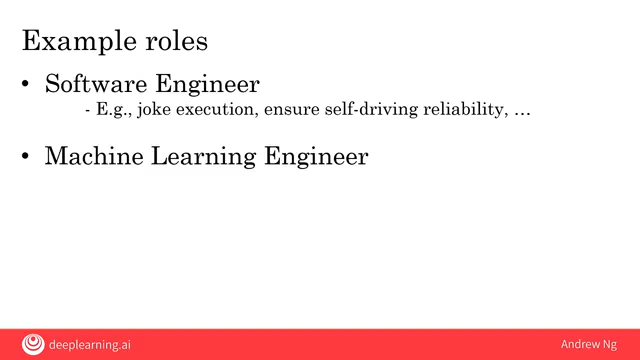 Example roles
• Software Engineer
- E.g., joke execution, ensure self-driving reliability, …
• Machine Learning Engineer
deeplearning.ai
Andrew Ng